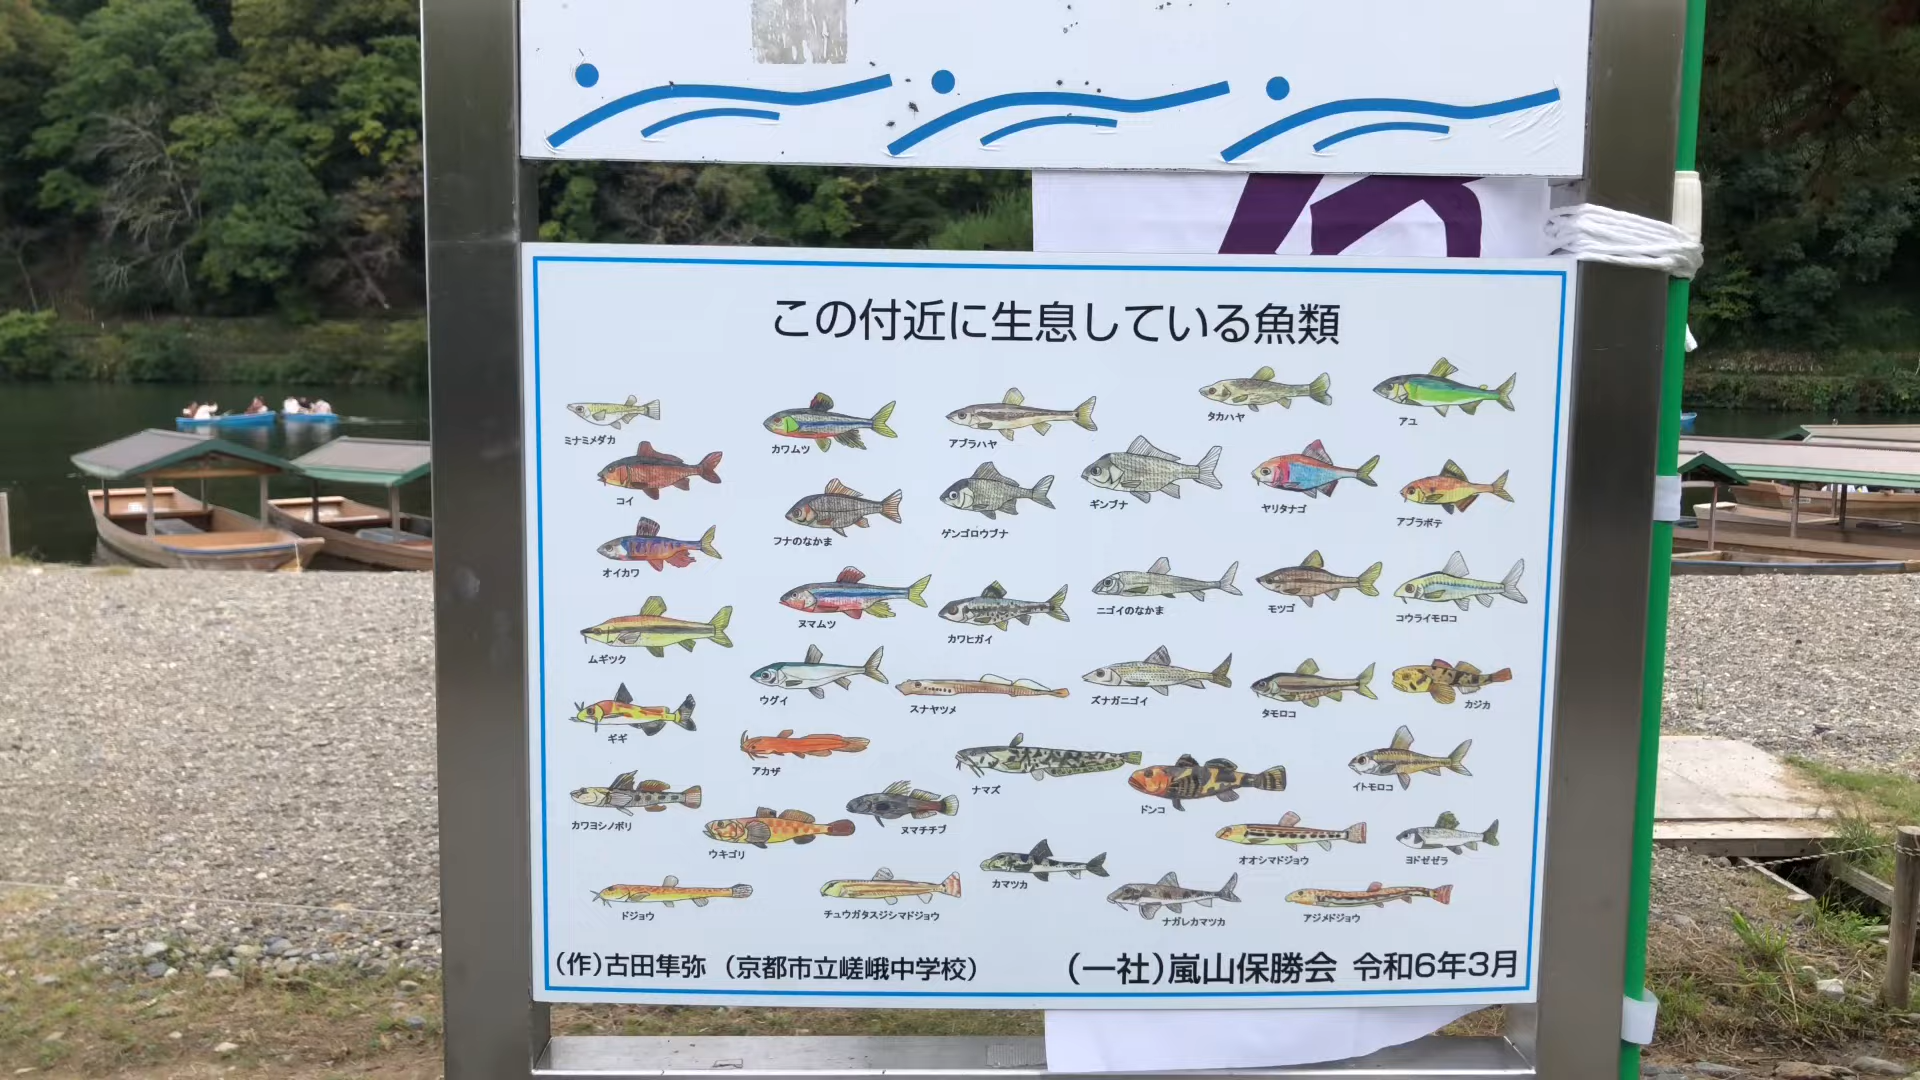 この付近に生息している魚類
ミナミメダカ
カワムツ
アブラハヤ
タカハヤ
アユ
コイ
フナのなかま
ゲンゴロウブナ
ギンブナ
ヤリタナゴ
アブラボテ
オイカワ
ヌマムツ
カワヒガイ
ニゴイのなかま
モツゴ
コウライモロコ
ムギツク
ウグイ
スナヤツメ
ズナガニゴイ
タモロコ
カジカ
ギギ
アカザ
ナマズ
ドンコ
イトモロコ
カワヨシノボリ
ウキゴリ
ヌマチチブ
カマツカ
オオシマドジョウ
ヨドゼゼラ
ドジョウ
チュウガタスジシマドジョウ
ナガレカマツカ
アジメドジョウ
(作)古田隼弥 (京都市立嵯峨中学校) (一社)嵐山保勝会 令和6年3月